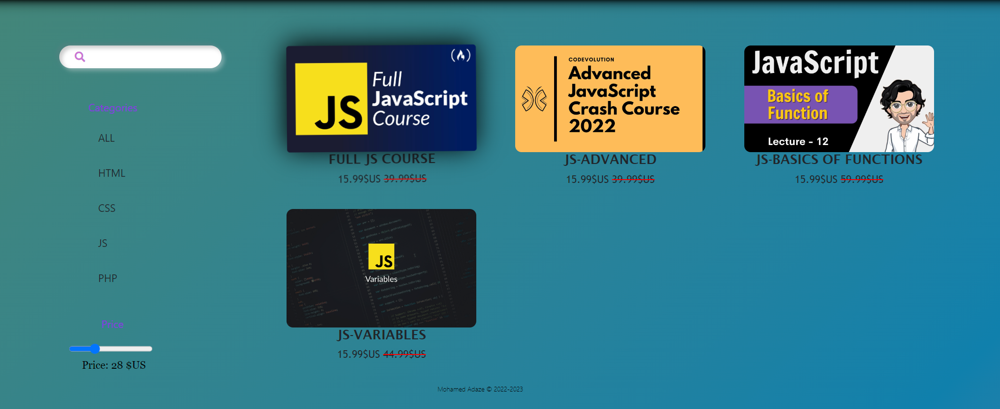 Categories
ALL
HTML
CSS
JS
PHP
Price
Price: 28 $US
JS
Full
JavaScript
Course
FULL JS COURSE
15.99$US 39.99$US
CODEVOLUTION
Advanced
JavaScript
Crash Course
2022
JS-ADVANCED
15.99$US 39.99$US
JavaScript
Basics of
Function
Lecture - 12
JS-BASICS OF FUNCTIONS
15.99$US 59.99$US
JS
Variables
JS-VARIABLES
15.99$US 44.99$US
Mohamed Adaze © 2022-2023